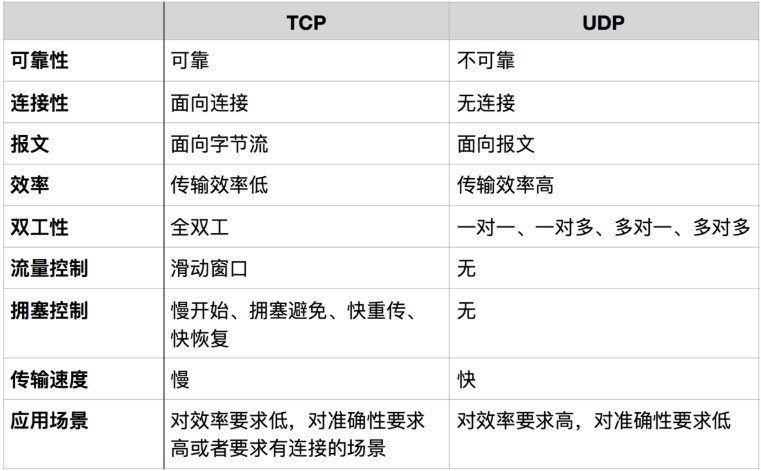 TCP UDP
可靠性 可靠 不可靠
连接性 面向连接 无连接
报文 面向字节流 面向报文
效率 传输效率低 传输效率高
双工性 全双工 一对一、一对多、多对一、多对多
流量控制 滑动窗口 无
拥塞控制 慢开始、拥塞避免、快重传、 无
快恢复
传输速度 慢 快
应用场景 对效率要求低，对准确性要求 对效率要求高，对准确性要求低
高或者要求有连接的场景